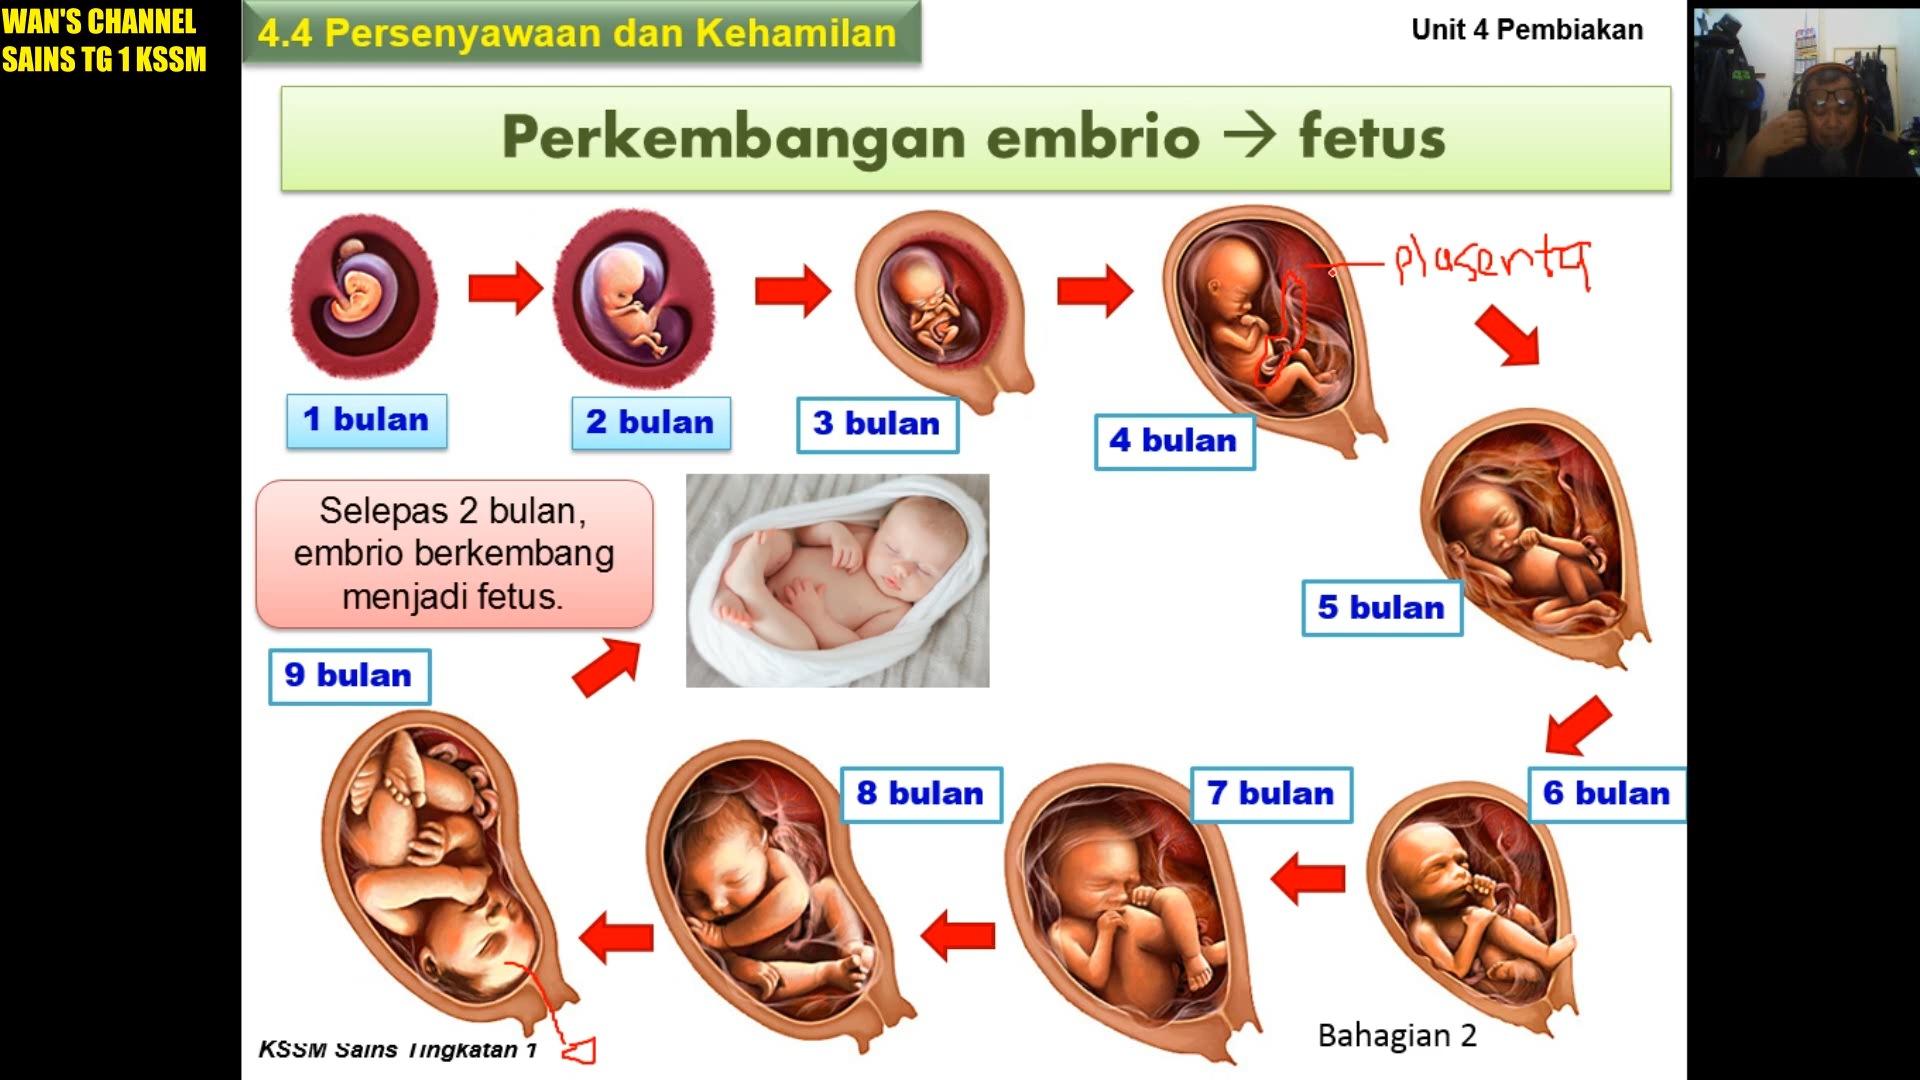 WAN'S CHANNEL
SAINS TG 1 KSSM
4.4 Persenyawaan dan Kehamilan
Unit 4 Pembiakan
Perkembangan embrio → fetus
plasenta
1 bulan
2 bulan
3 bulan
4 bulan
Selepas 2 bulan,
embrio berkembang
menjadi fetus.
5 bulan
9 bulan
8 bulan
7 bulan
6 bulan
Bahagian 2
KSSM Sains Tingkatan 1